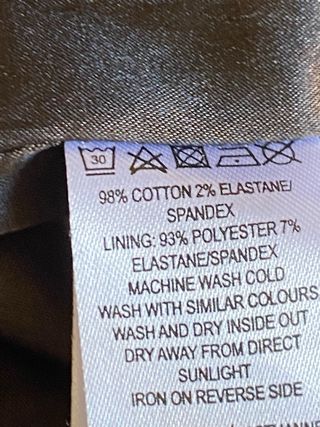 30
98% COTTON 2% ELASTANE/
SPANDEX
LINING: 93% POLYESTER 7%
ELASTANE/SPANDEX
MACHINE WASH COLD
WASH WITH SIMILAR COLOURS
WASH AND DRY INSIDE OUT
DRY AWAY FROM DIRECT
SUNLIGHT
IRON ON REVERSE SIDE